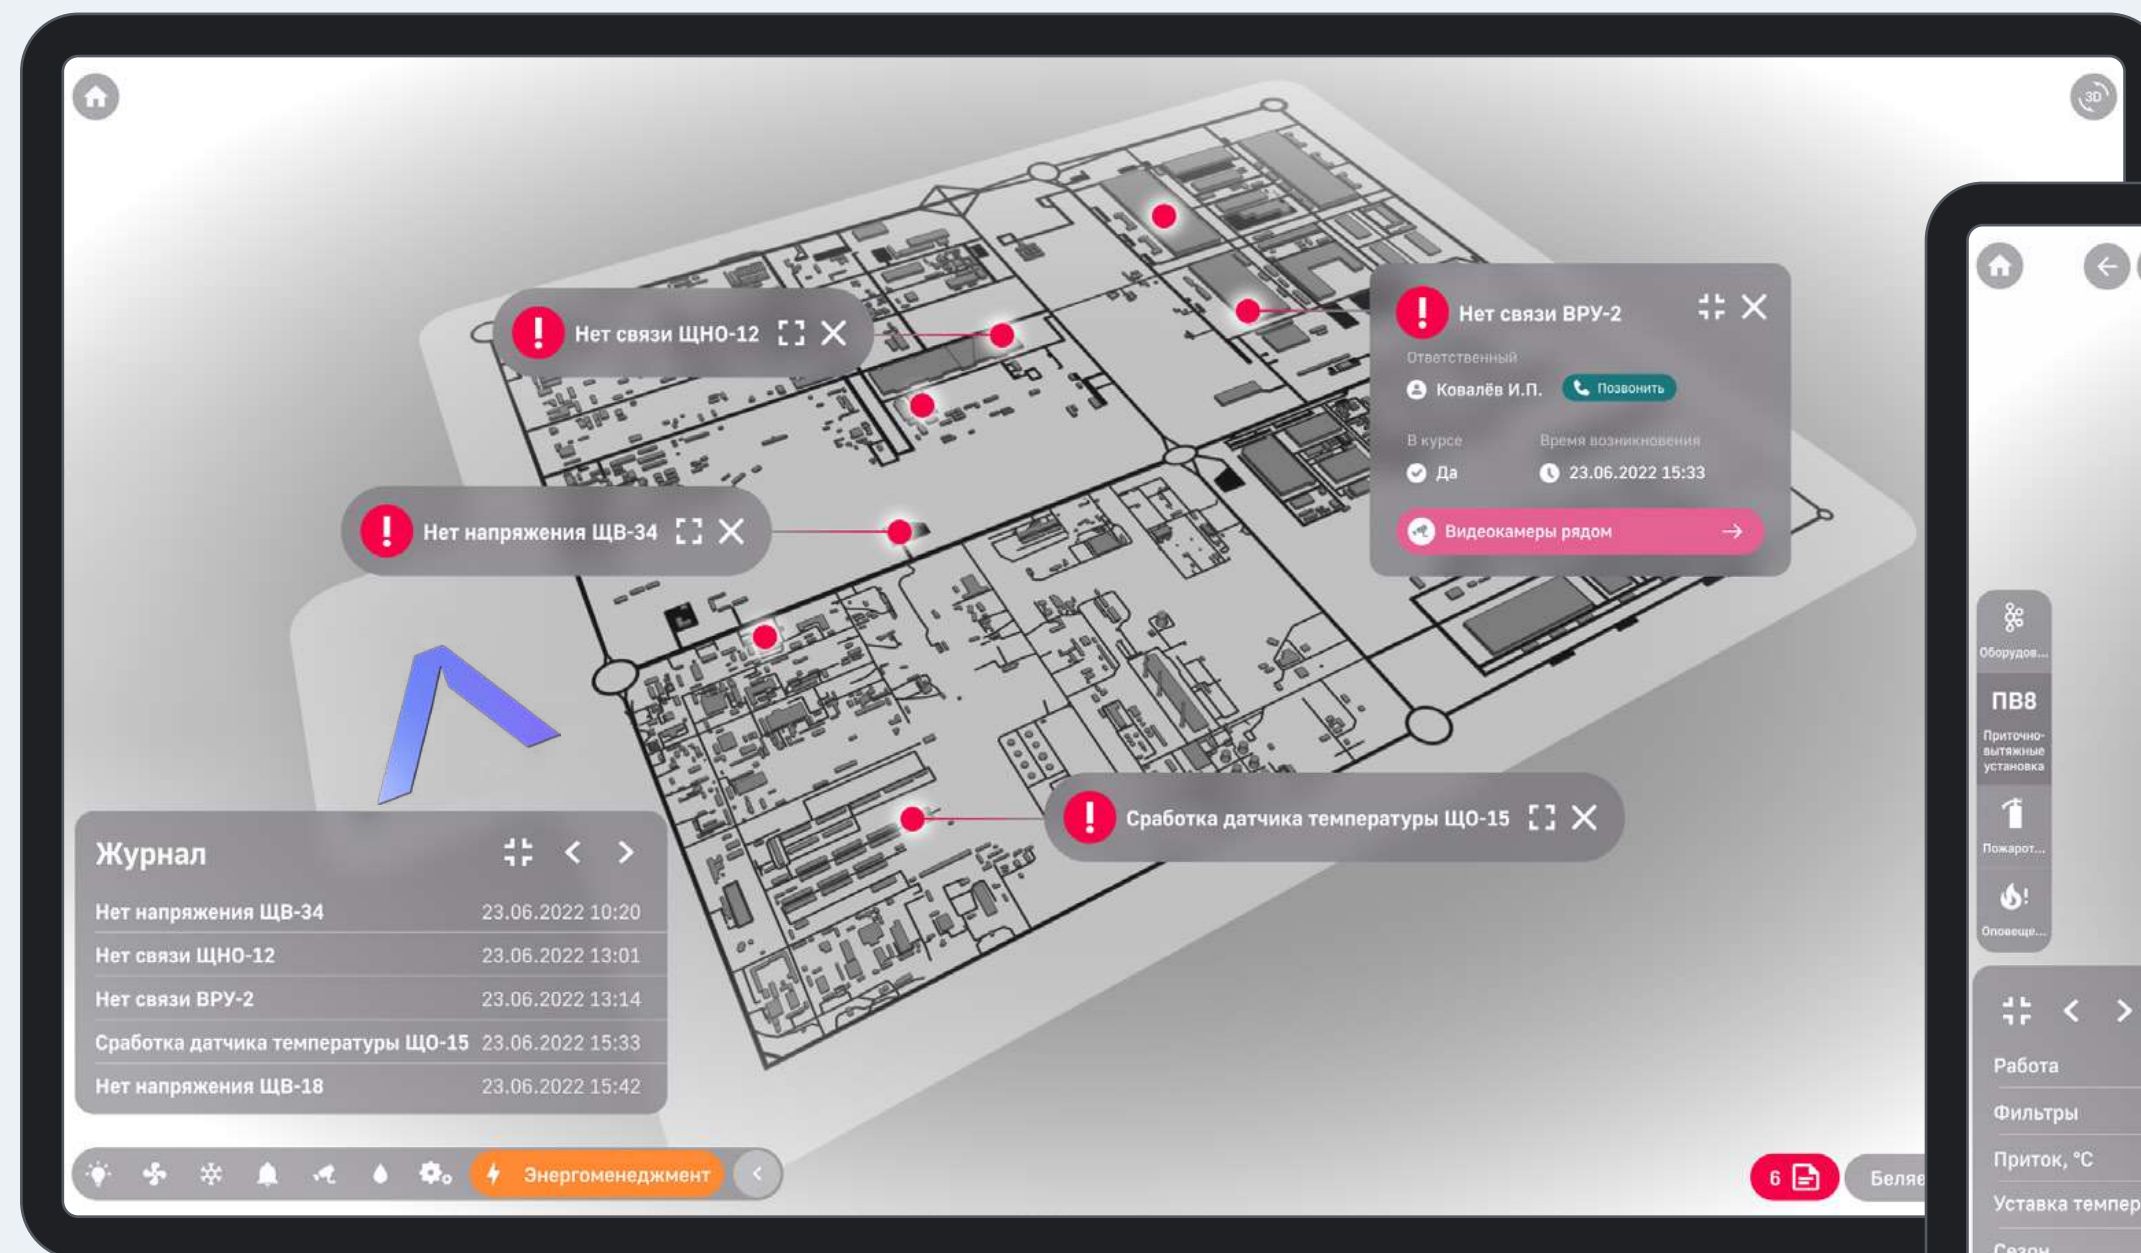 3D
Нет связи ЩНО-12
Нет связи ВРУ-2
Ответственный
Ковалёв И.П.
Позвонить
В курсе
Время возникновения
Да
23.06.2022 15:33
Видеокамеры рядом
Нет напряжения ЩВ-34
Сработка датчика температуры ЩО-15
Журнал
Нет напряжения ЩВ-34 23.06.2022 10:20
Нет связи ЩНО-12 23.06.2022 13:01
Нет связи ВРУ-2 23.06.2022 13:14
Сработка датчика температуры ЩО-15 23.06.2022 15:33
Нет напряжения ЩВ-18 23.06.2022 15:42
Энергоменеджмент
6
Беляе
Оборудов...
ПВ8
Приточно-
вытяжные
установка
Пожарот...
Оповеще...
Работа
Фильтры
Приток, °С
Уставка темпер
Сезон